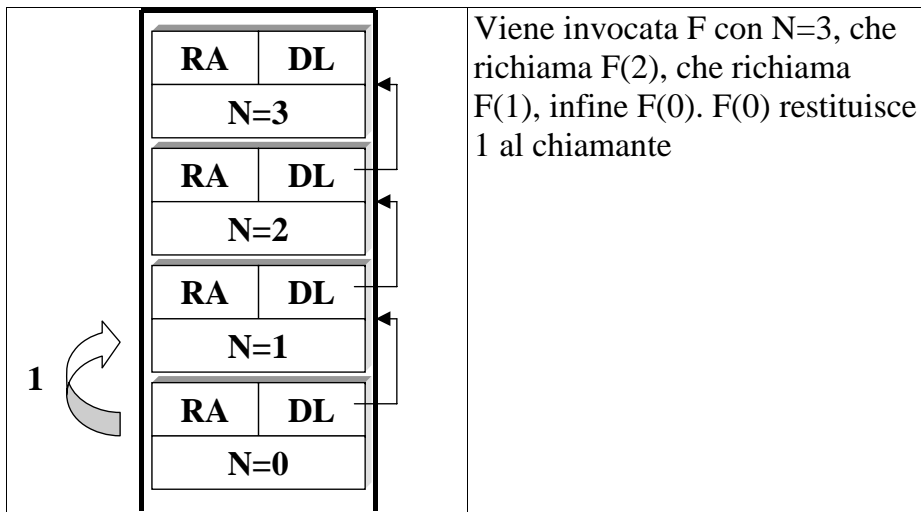 RA DL
N=3
RA DL
N=2
RA DL
N=1
1
RA DL
N=0
Viene invocata F con N=3, che
richiama F(2), che richiama
F(1), infine F(0). F(0) restituisce
1 al chiamante